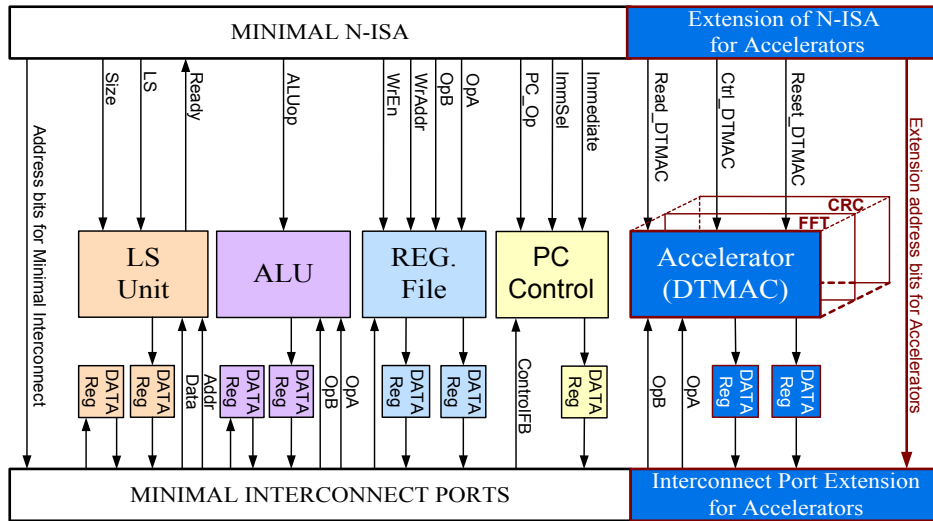 MINIMAL N-ISA
Extension of N-ISA
for Accelerators
Address bits for Minimal Interconnect
Size
LS
Ready
ALUop
WrEn
WrAddr
OpB
OpA
PC_Op
ImmSel
Immediate
Read_DTMAC
Ctrl_DTMAC
Reset_DTMAC
Extension address bits for Accelerators
CRC
FFT
LS
Unit
ALU
REG.
File
PC
Control
Accelerator
(DTMAC)
DATA
Reg
DATA
Reg
Data
Addr
DATA
Reg
DATA
Reg
OpB
OpA
DATA
Reg
DATA
Reg
ControlFB
DATA
Reg
OpB
OpA
DATA
Reg
DATA
Reg
MINIMAL INTERCONNECT PORTS
Interconnect Port Extension
for Accelerators